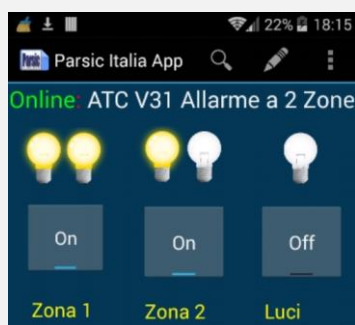 22% 18:15
Parsic Parsic Italia App
Online: ATC V31 Allarme a 2 Zone
On On Off
Zona 1 Zona 2 Luci